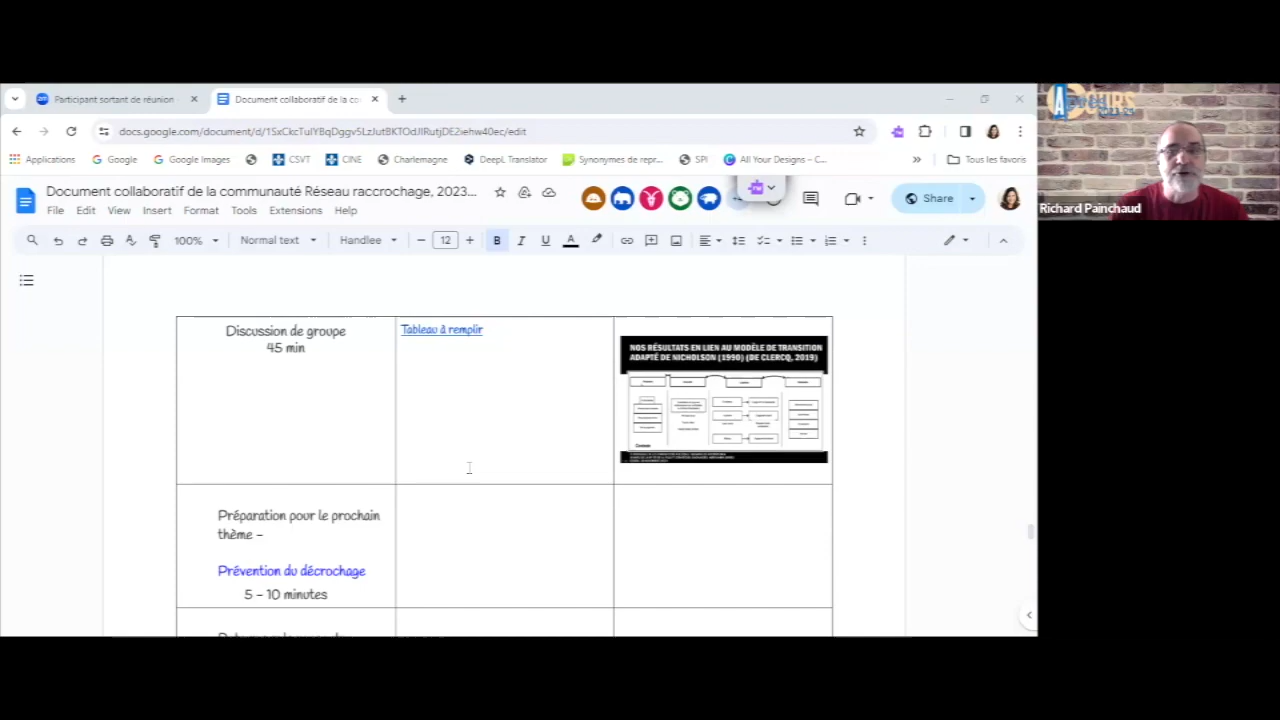 Participant sortant de réunion
Document collaboratif de la co
docs.google.com/document/d/1SxCkcTulYBqDggv5LzJutBKTOdJIRutjDE2iehw40ec/edit
Applications
Google
Google Images
CSVT
CINE
Charlemagne
DeepL Translator
Synonymes de repr...
SPI
All Your Designs – C...
Tous les favoris
Document collaboratif de la communauté Réseau raccrochage, 2023...
Share
File
Edit
View
Insert
Format
Tools
Extensions
Help
100%
Normal text
Handlee
12
Richard Painchaud
Discussion de groupe
45 min
Tableau à remplir
NOS RÉSULTATS EN LIEN AU MODÈLE DE TRANSITION
ADAPTÉ DE NICHOLSON (1990) (DE CLERCQ, 2019)
Préparation pour le prochain
thème –
Prévention du décrochage
5 – 10 minutes